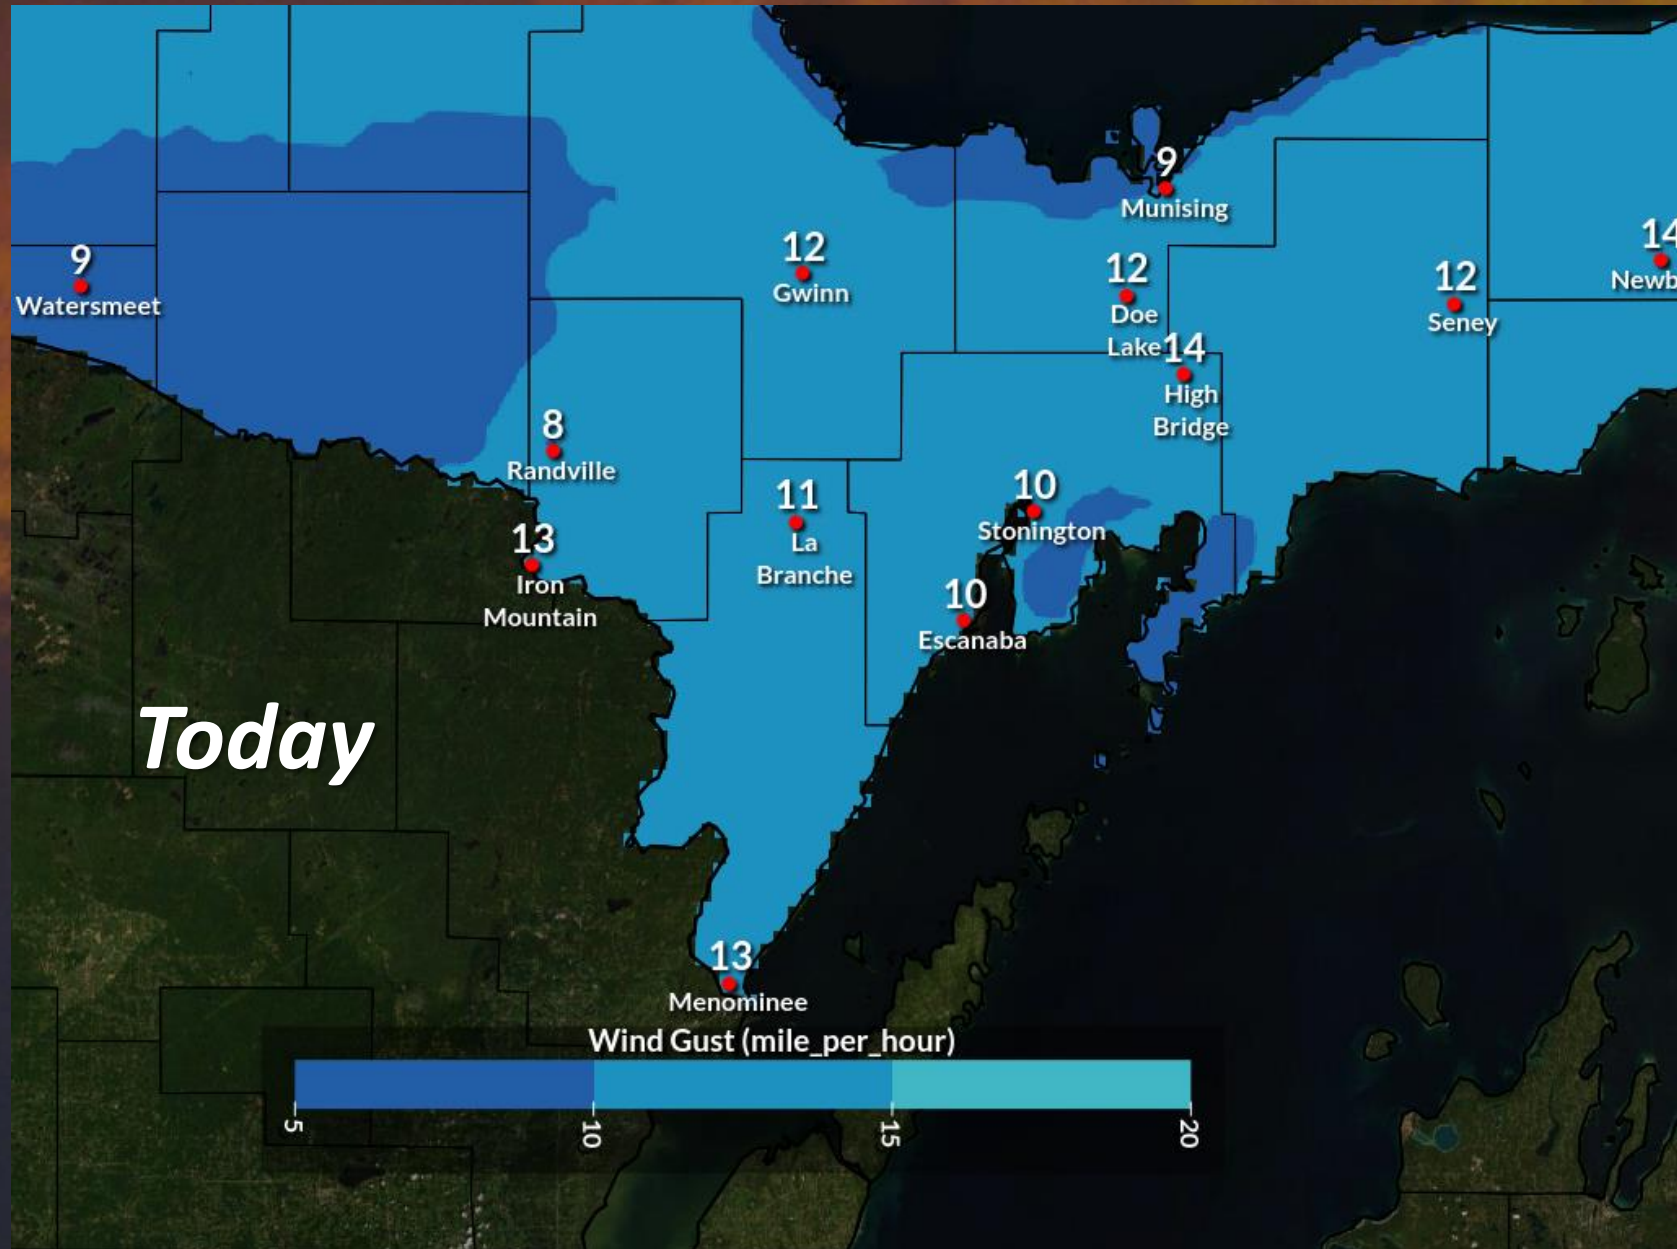 9
Munising
14
Newb
12
Gwinn
9
Watersmeet
12
Doe
Lake
12
Seney
14
High
Bridge
8
Randville
11
La
Branche
10
Stonington
13
Iron
Mountain
10
Escanaba
Today
13
Menominee
Wind Gust (mile_per_hour)
5
10
15
20